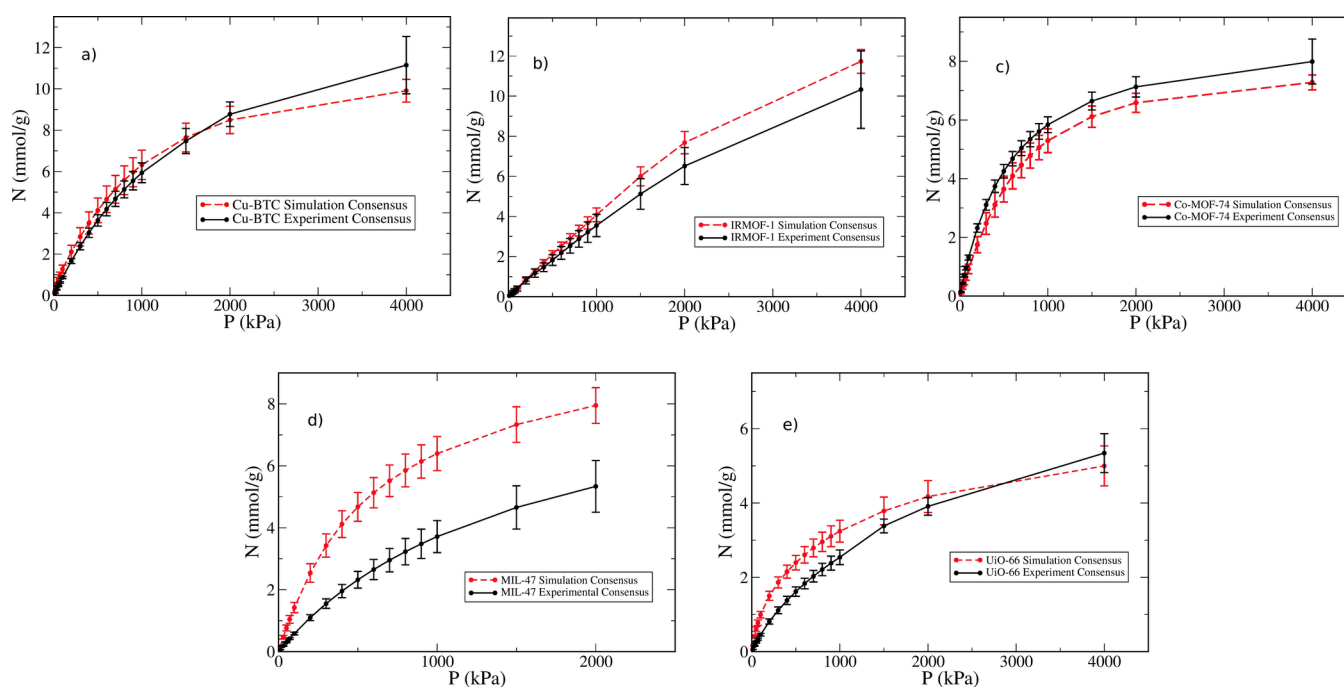 a)
N (mmol/g)
12
10
8
6
4
2
0
0 1000 2000 3000 4000
P (kPa)
Cu-BTC Simulation Consensus
Cu-BTC Experiment Consensus
b)
N (mmol/g)
12
10
8
6
4
2
0
0 1000 2000 3000 4000
P (kPa)
IRMOF-1 Simulation Consensus
IRMOF-1 Experiment Consensus
c)
N (mmol/g)
8
6
4
2
0
0 1000 2000 3000 4000
P (kPa)
Co-MOF-74 Simulation Consensus
Co-MOF-74 Experiment Consensus
d)
N (mmol/g)
8
6
4
2
0
0 1000 2000
P (kPa)
MIL-47 Simulation Consensus
MIL-47 Experimental Consensus
e)
N (mmol/g)
6
4
2
0
0 1000 2000 3000 4000
P (kPa)
UiO-66 Simulation Consensus
UiO-66 Experiment Consensus